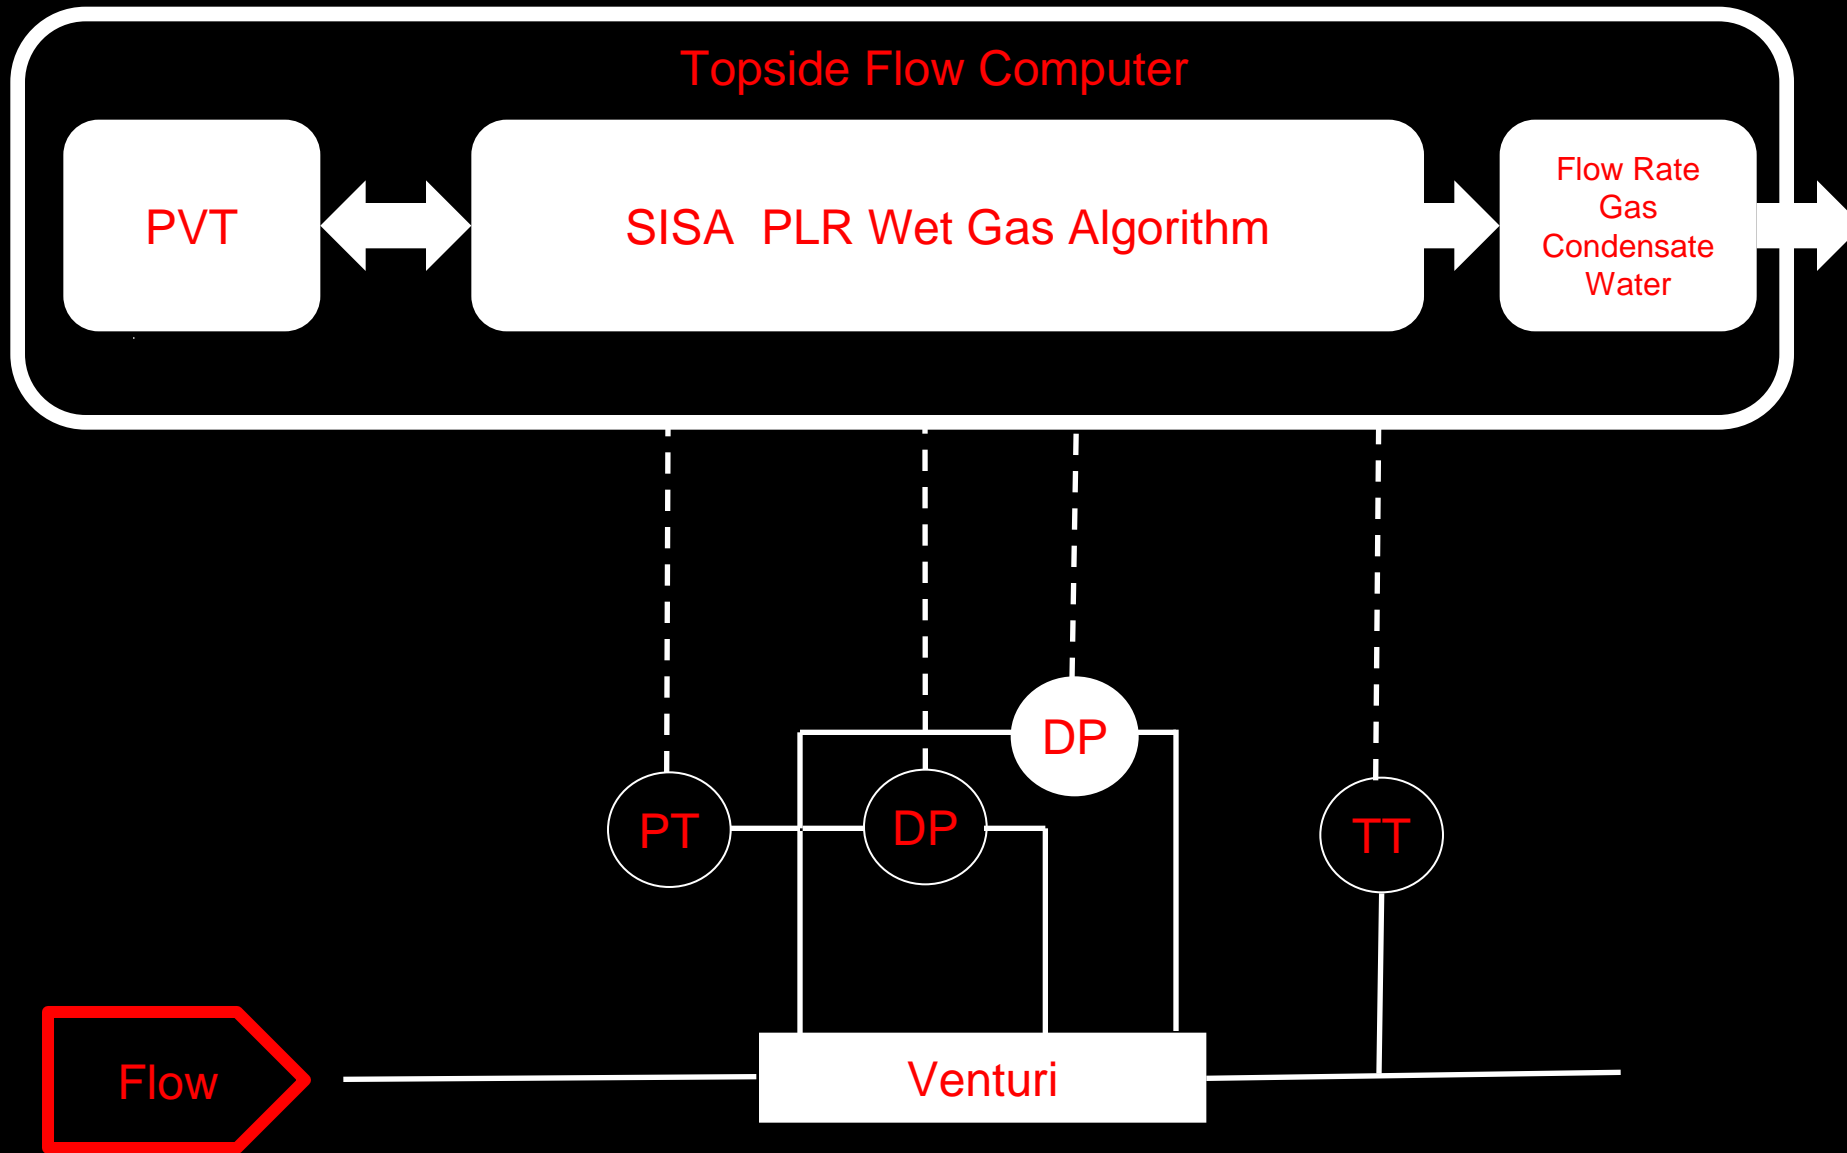 Topside Flow Computer
PVT
SISA PLR Wet Gas Algorithm
Flow Rate
Gas
Condensate
Water
DP
PT
DP
TT
Flow
Venturi